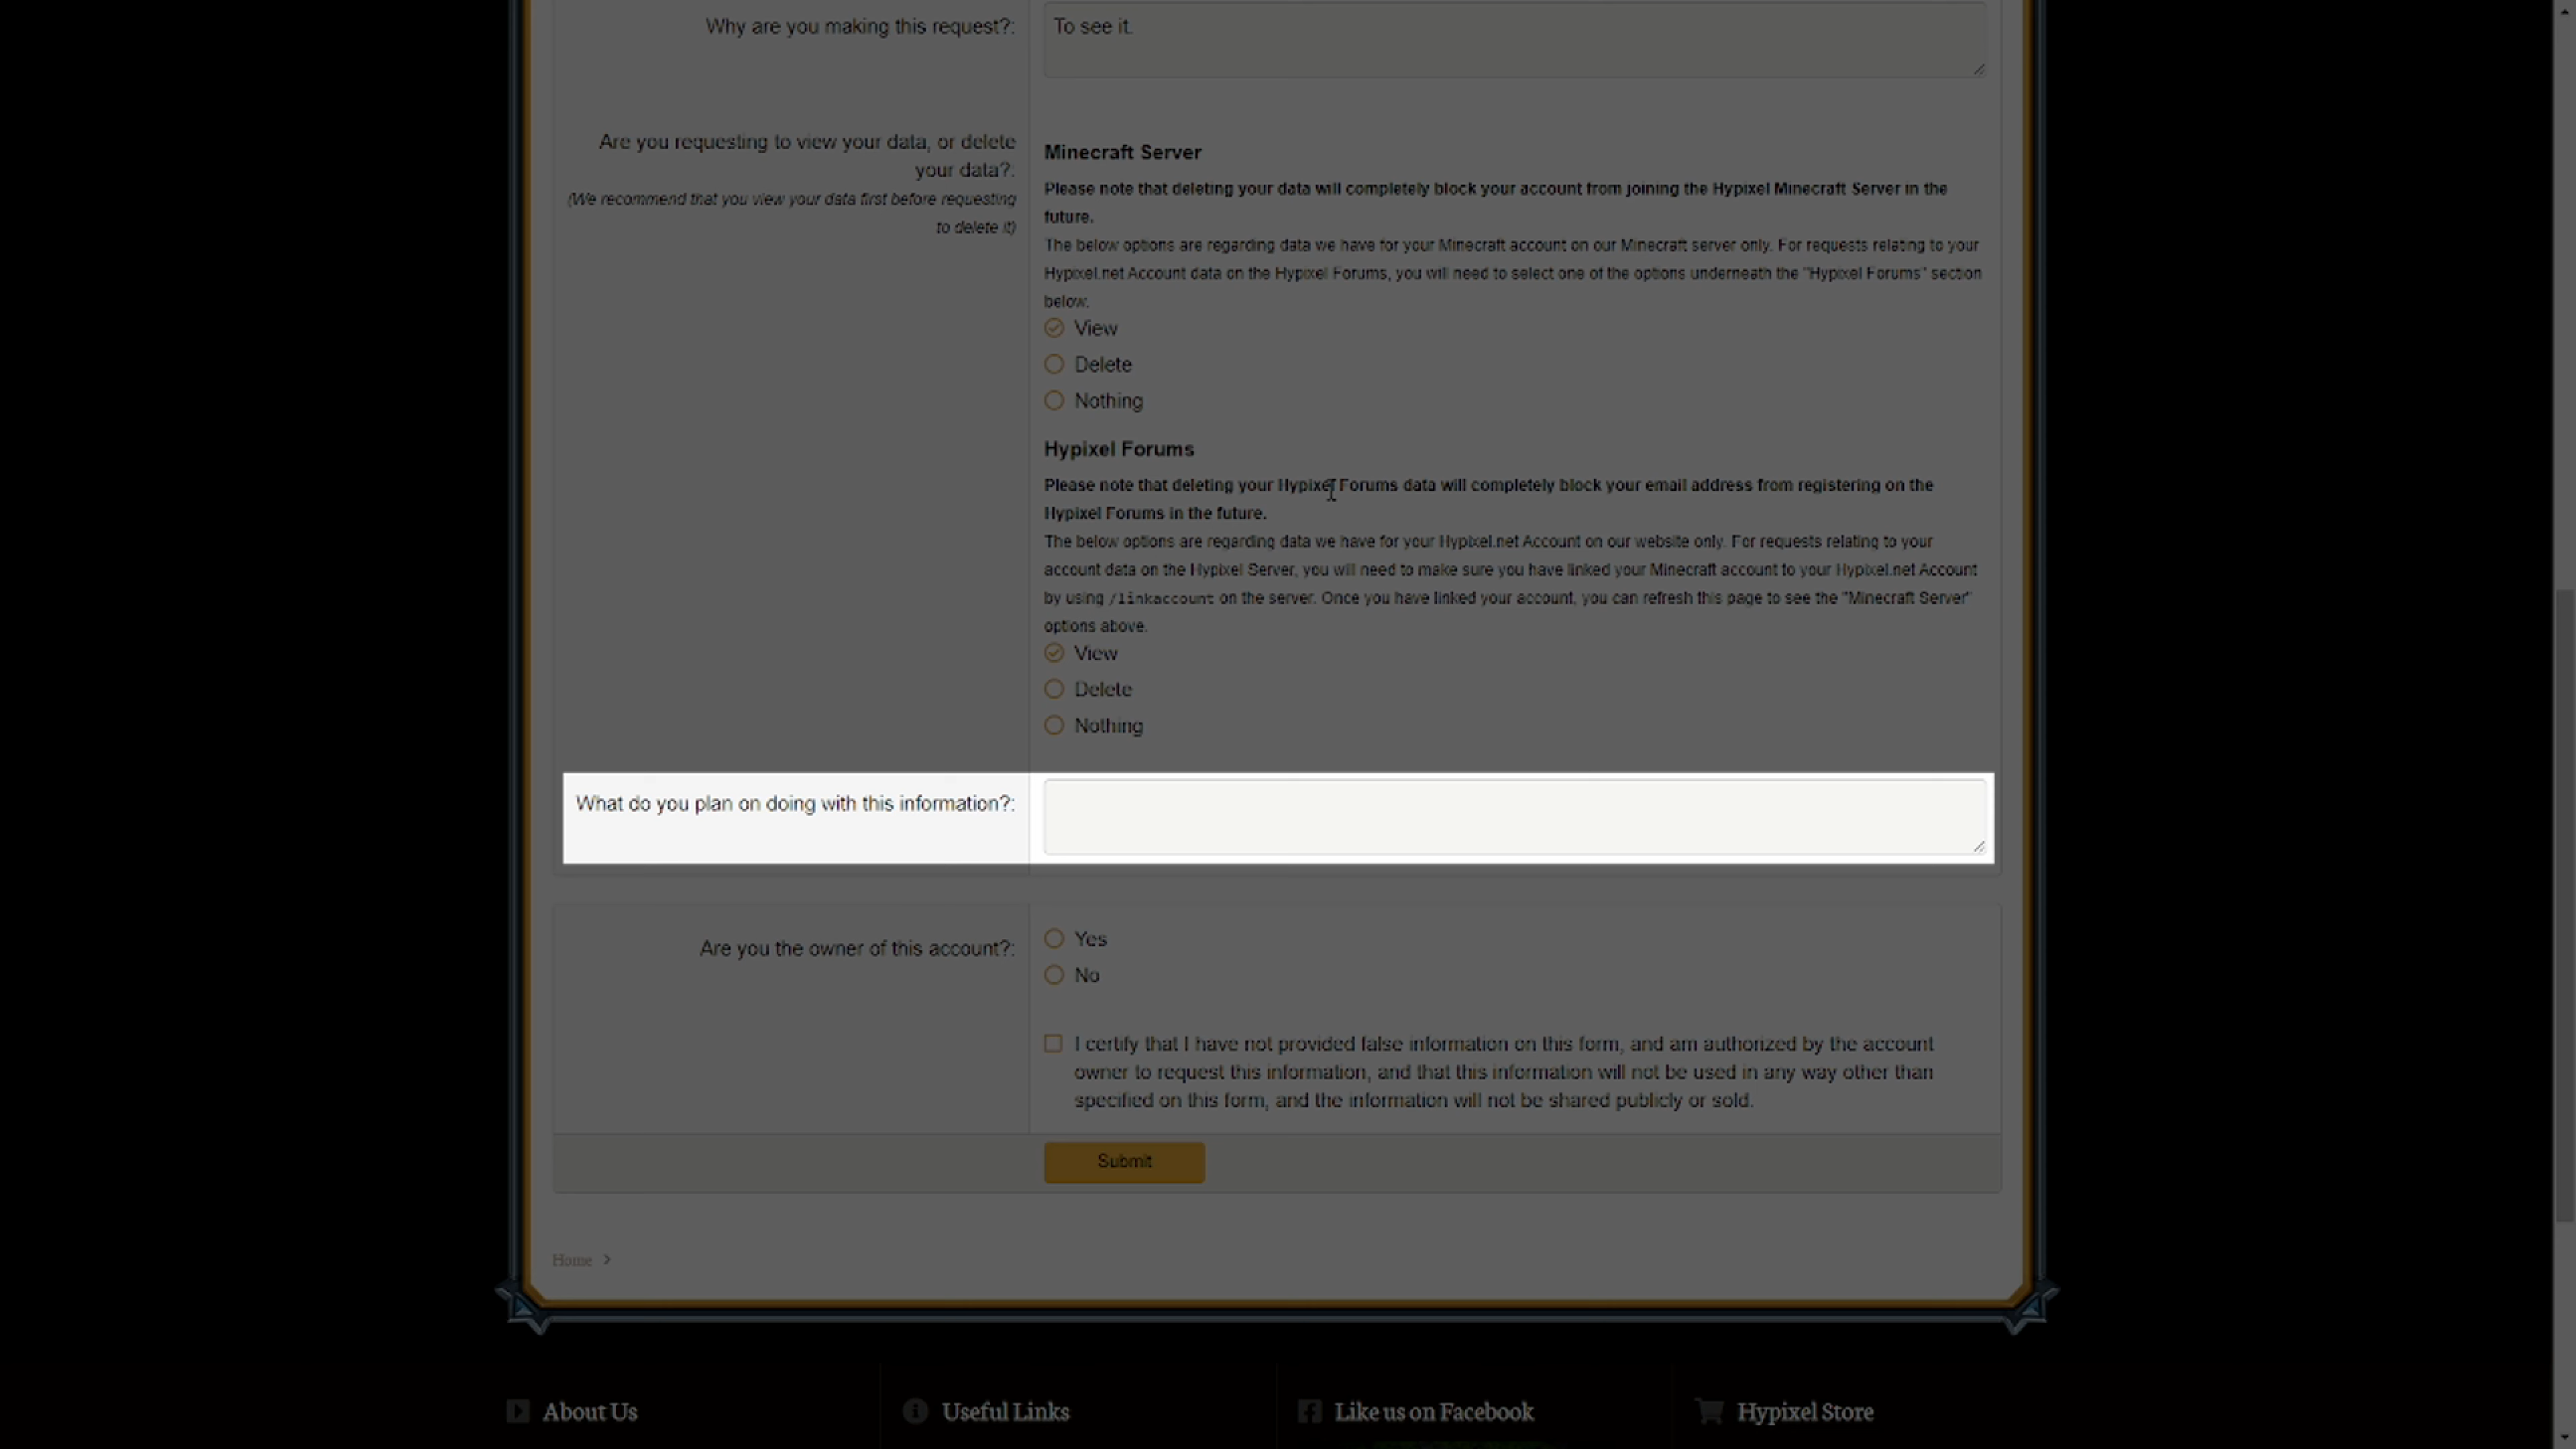 Why are you making this request?:
To see it.
Are you requesting to view your data, or delete
your data?:
(We recommend that you view your data first before requesting
to delete it)
Minecraft Server
Please note that deleting your data will completely block your account from joining the Hypixel Minecraft Server in the
future.
The below options are regarding data we have for your Minecraft account on our Minecraft server only. For requests relating to your
Hypixel.net Account data on the Hypixel Forums, you will need to select one of the options underneath the "Hypixel Forums" section
below.
View
Delete
Nothing
Hypixel Forums
Please note that deleting your Hypixel Forums data will completely block your email address from registering on the
Hypixel Forums in the future.
The below options are regarding data we have for your Hypixel.net Account on our website only. For requests relating to your
account data on the Hypixel Server, you will need to make sure you have linked your Minecraft account to your Hypixel.net Account
by using /linkaccount on the server. Once you have linked your account, you can refresh this page to see the "Minecraft Server"
options above.
View
Delete
Nothing
What do you plan on doing with this information?:
Are you the owner of this account?:
Yes
No
I certify that I have not provided false information on this form, and am authorized by the account
owner to request this information, and that this information will not be used in any way other than
specified on this form, and the information will not be shared publicly or sold.
Submit
Home
About Us
Useful Links
Like us on Facebook
Hypixel Store